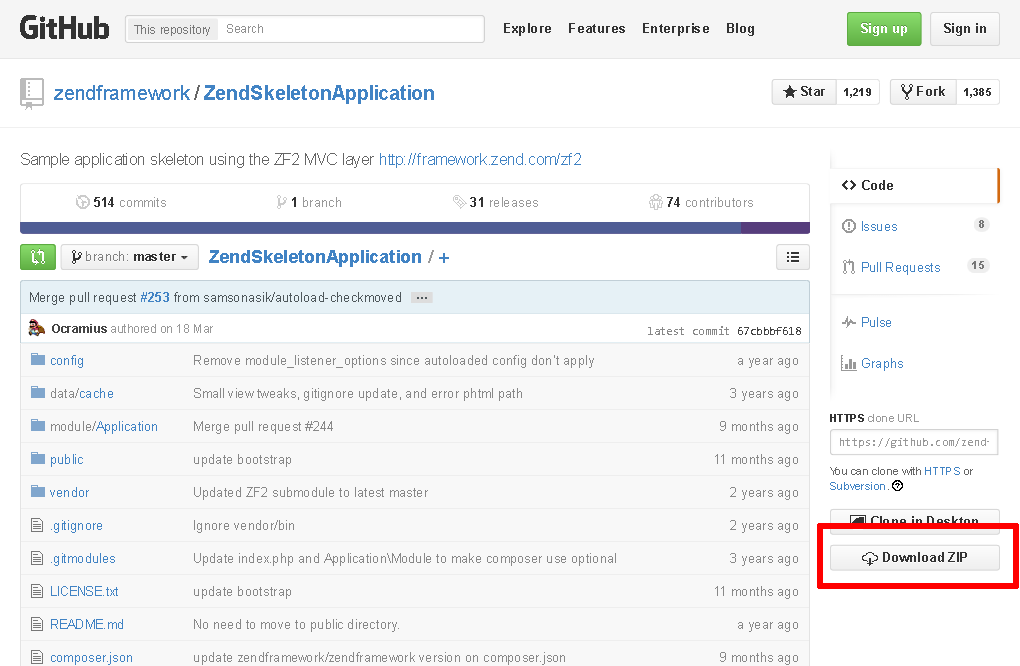 GitHub This repository Search Explore Features Enterprise Blog Sign up Sign in
zendframework / ZendSkeletonApplication Star 1,219 Fork 1,385
Sample application skeleton using the ZF2 MVC layer http://framework.zend.com/zf2
514 commits 1 branch 31 releases 74 contributors
branch: master ZendSkeletonApplication / +
Merge pull request #253 from samsonasik/autoload-checkmoved ...
Ocramius authored on 18 Mar latest commit 67cbbbf618
config Remove module_listener_options since autoloaded config don't apply a year ago
data/cache Small view tweaks, gitignore update, and error phtml path 3 years ago
module/Application Merge pull request #244 9 months ago
public update bootstrap 11 months ago
vendor Updated ZF2 submodule to latest master 2 years ago
.gitignore Ignore vendor/bin 2 years ago
.gitmodules Update index.php and Application\Module to make composer use optional 3 years ago
LICENSE.txt update bootstrap 11 months ago
README.md No need to move to public directory. a year ago
composer.json update zendframework/zendframework version on composer.json 9 months ago
Code
Issues 8
Pull Requests 15
Pulse
Graphs
HTTPS clone URL
https://github.com/zend
You can clone with HTTPS or
Subversion. ?
Clone in Desktop
Download ZIP